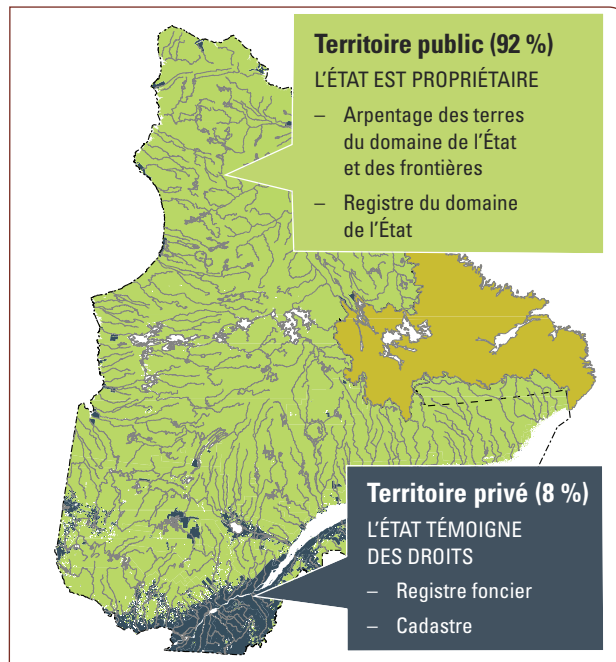 Territoire public (92 %)
L'ÉTAT EST PROPRIÉTAIRE
– Arpentage des terres
du domaine de l'État
et des frontières
– Registre du domaine
de l'État
Territoire privé (8 %)
L'ÉTAT TÉMOIGNE
DES DROITS
– Registre foncier
– Cadastre